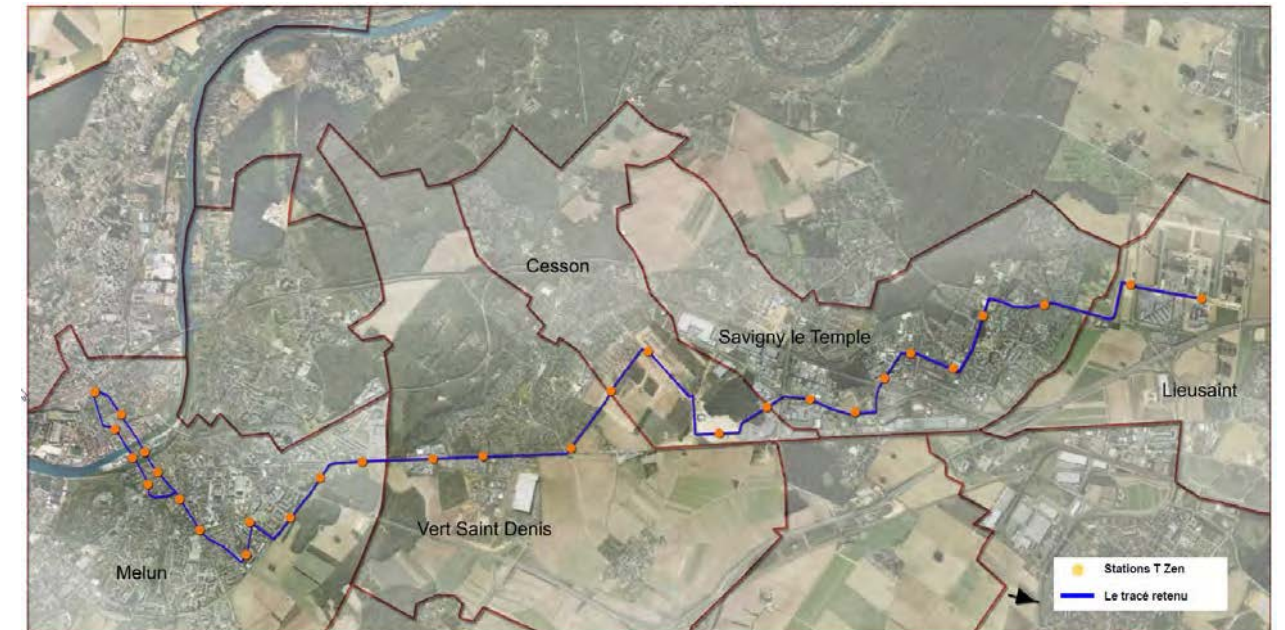 Cesson
Savigny le Temple
Lieusaint
Vert Saint Denis
Melun
Stations T Zen
Le tracé retenu